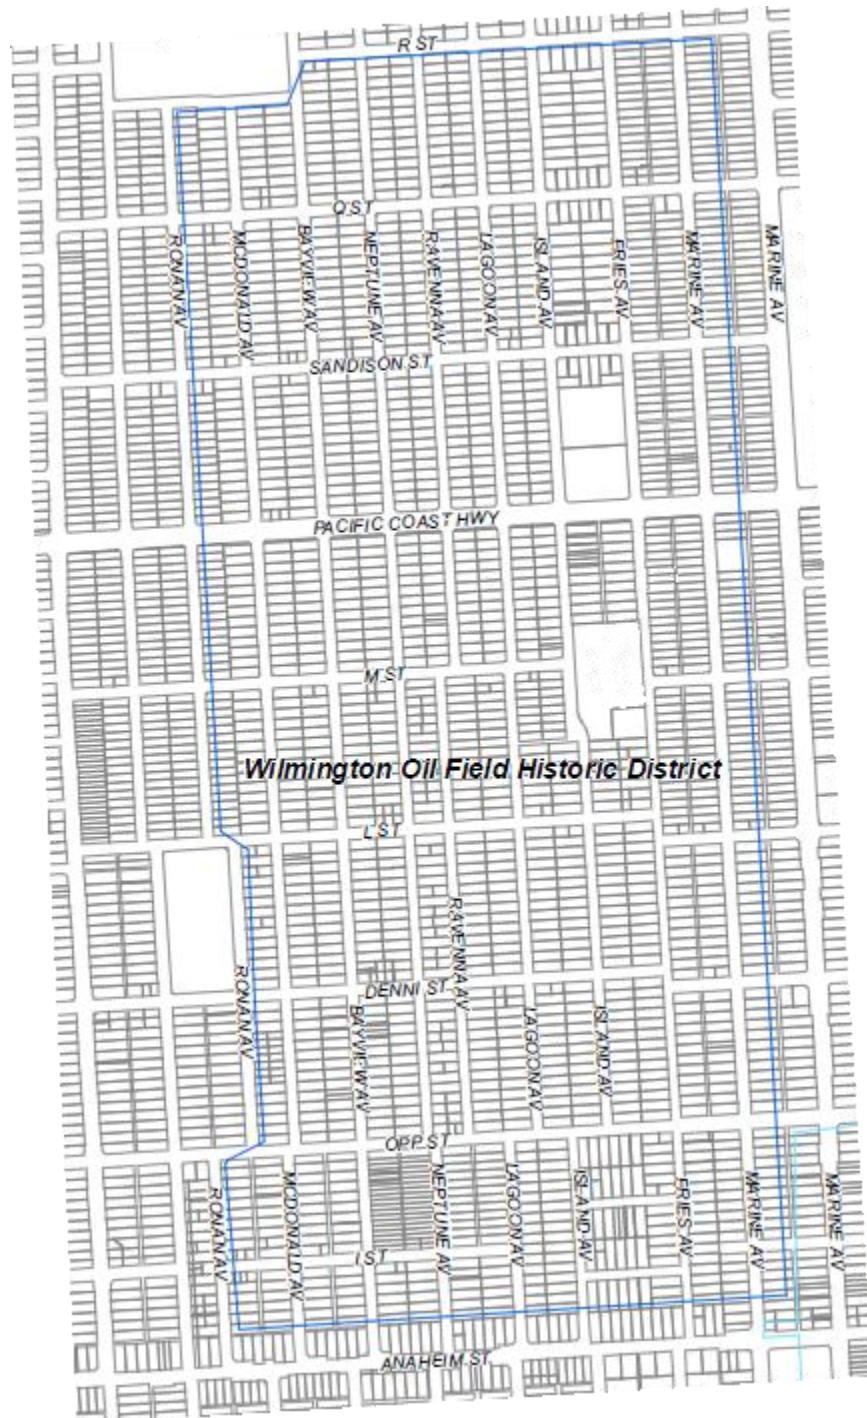 R ST
Q ST
RONAN AV
MCDONALD AV
BAYVIEW AV
NEPTUNE AV
RAVENNA AV
LAGOON AV
ISLAND AV
FRIES AV
MARINE AV
MARINE AV
SANDISON ST
PACIFIC COAST HWY
M ST
Wilmington Oil Field Historic District
L ST
RAVENNA AV
RONAN AV
DENNI ST
BAYVIEW AV
LAGOON AV
ISLAND AV
OPP ST
RONAN AV
MCDONALD AV
NEPTUNE AV
LAGOON AV
ISLAND AV
FRIES AV
MARINE AV
MARINE AV
I ST
ANAHEIM ST